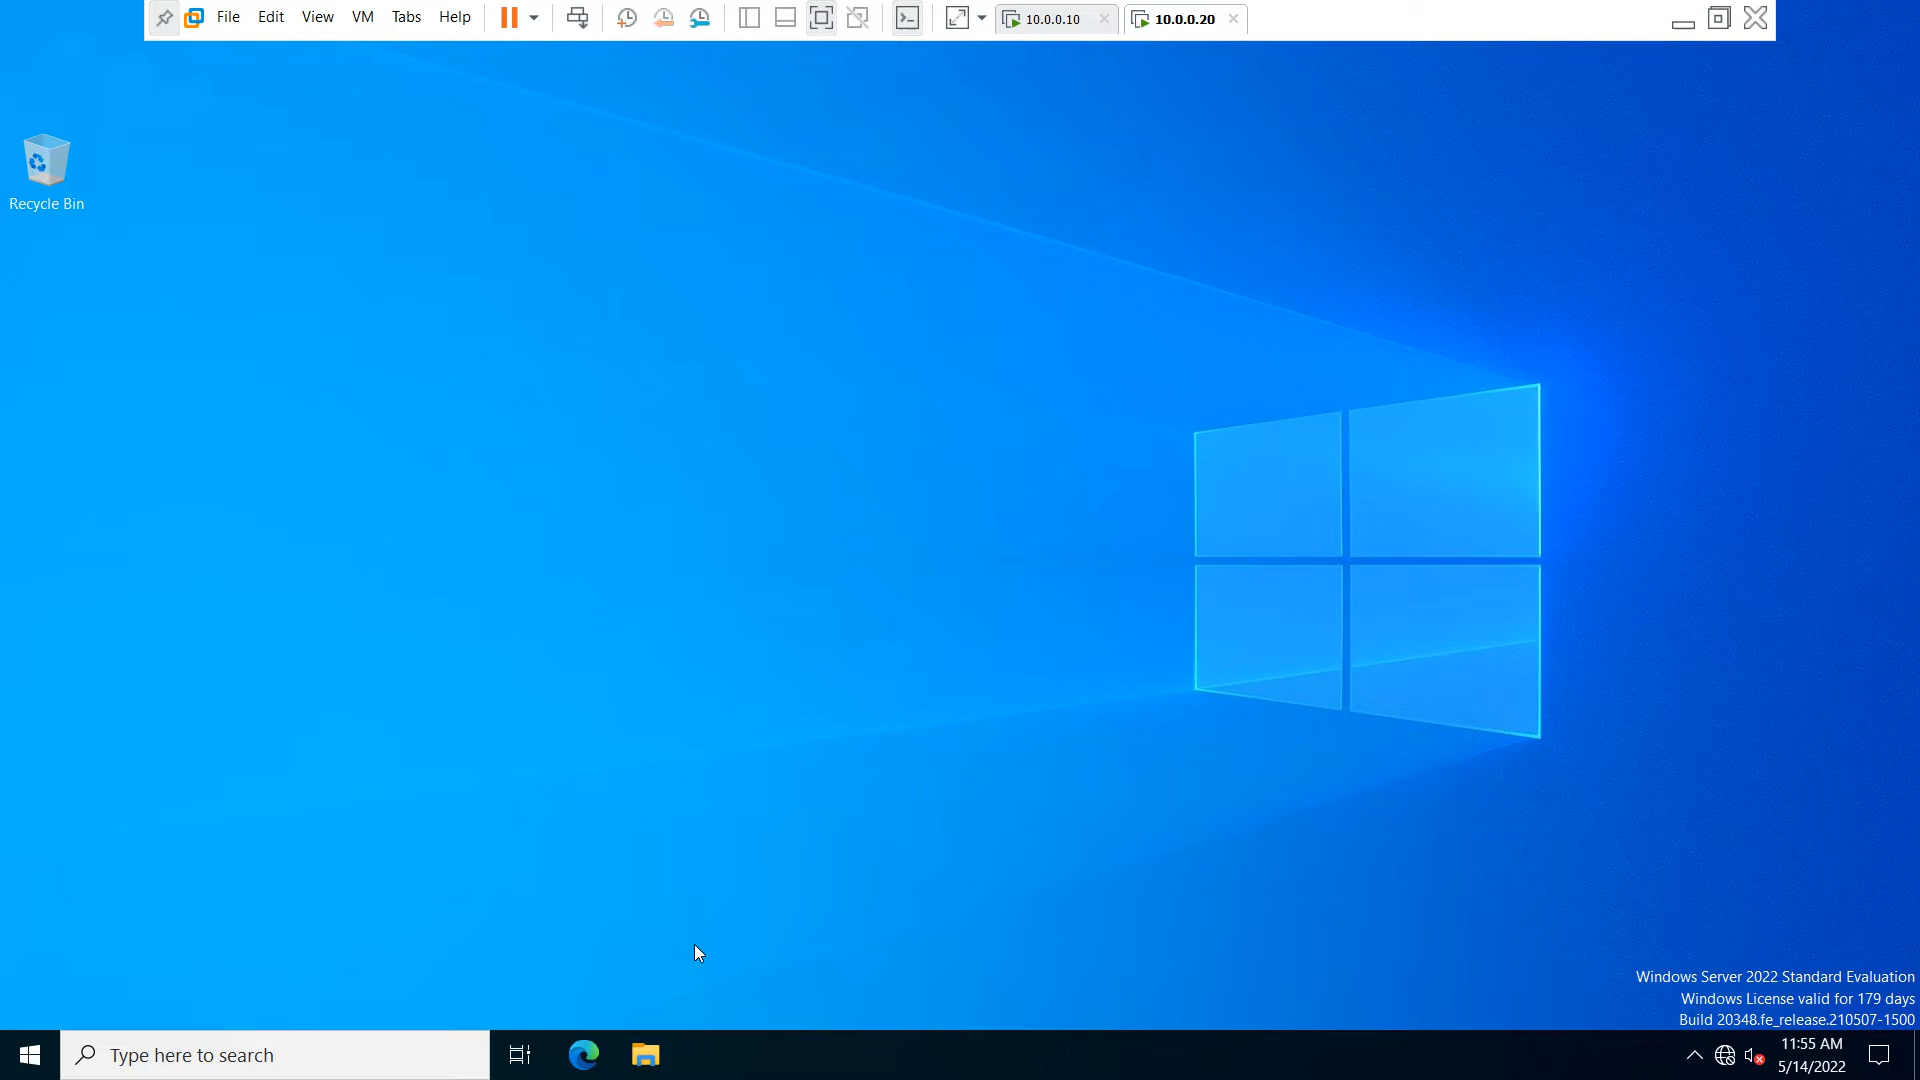 File Edit View VM Tabs Help 10.0.0.10 10.0.0.20
Recycle Bin
Windows Server 2022 Standard Evaluation
Windows License valid for 179 days
Build 20348.fe_release.210507-1500
Type here to search
11:55 AM
5/14/2022